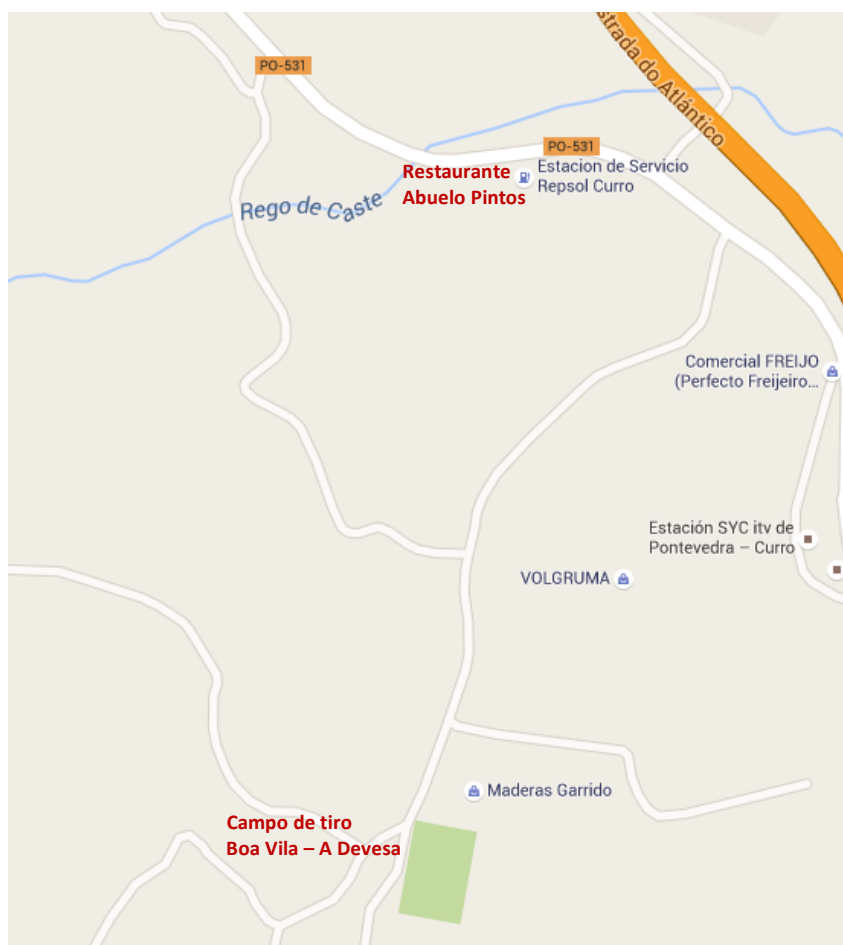 strada do Atlántico
PO-531
PO-531
Restaurante
Abuelo Pintos
Estacion de Servicio
Repsol Curro
Rego de Caste
Comercial FREIJO
(Perfecto Freijeiro...
Estación SYC itv de
Pontevedra – Curro
VOLGRUMA
Maderas Garrido
Campo de tiro
Boa Vila – A Devesa